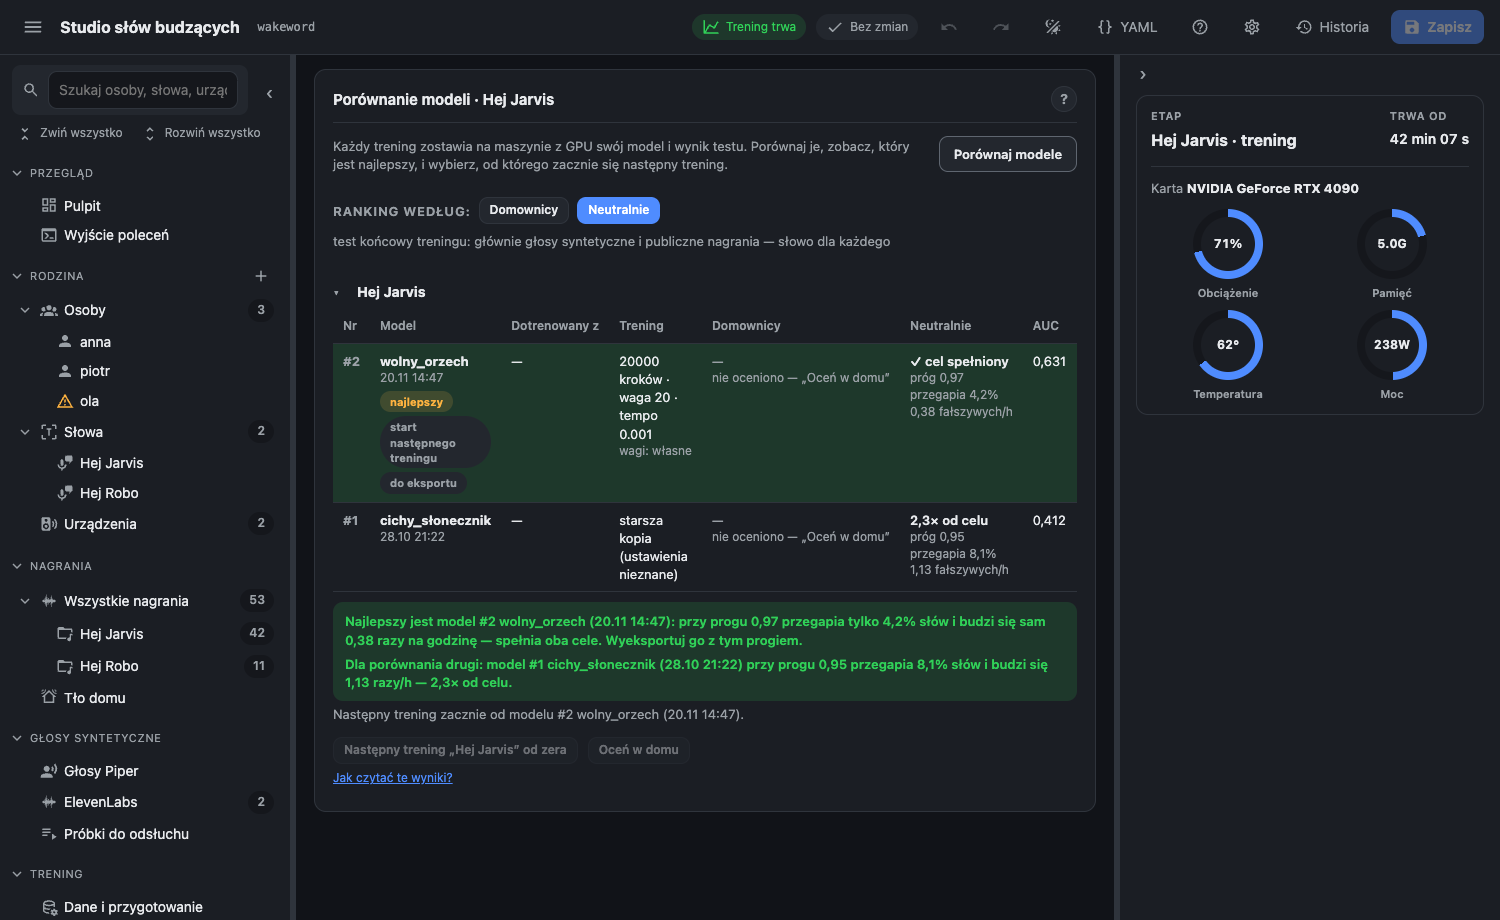 Studio słów budzących
wakeword
Trening trwa
Bez zmian
YAML
Historia
Zapisz
Szukaj osoby, słowa, urzą
Zwiń wszystko
Rozwiń wszystko
PRZEGLĄD
Pulpit
Wyjście poleceń
RODZINA
Osoby
3
anna
piotr
ola
Słowa
2
Hej Jarvis
Hej Robo
Urządzenia
2
NAGRANIA
Wszystkie nagrania
53
Hej Jarvis
42
Hej Robo
11
Tło domu
GŁOSY SYNTETYCZNE
Głosy Piper
ElevenLabs
2
Próbki do odsłuchu
TRENING
Dane i przygotowanie
Porównanie modeli · Hej Jarvis
?
Każdy trening zostawia na maszynie z GPU swój model i wynik testu. Porównaj je, zobacz, który
jest najlepszy, i wybierz, od którego zacznie się następny trening.
Porównaj modele
RANKING WEDŁUG:
Domownicy
Neutralnie
test końcowy treningu: głównie głosy syntetyczne i publiczne nagrania — słowo dla każdego
Hej Jarvis
Nr
Model
Dotrenowany z
Trening
Domownicy
Neutralnie
AUC
#2
wolny_orzech
20.11 14:47
najlepszy
start
następnego
treningu
do eksportu
—
20000
kroków ·
waga 20 ·
tempo
0.001
wagi: własne
—
nie oceniono — „Oceń w domu”
✓ cel spełniony
próg 0,97
przegapia 4,2%
0,38 fałszywych/h
0,631
#1
cichy_słonecznik
28.10 21:22
—
starsza
kopia
(ustawienia
nieznane)
—
nie oceniono — „Oceń w domu”
2,3× od celu
próg 0,95
przegapia 8,1%
1,13 fałszywych/h
0,412
Najlepszy jest model #2 wolny_orzech (20.11 14:47): przy progu 0,97 przegapia tylko 4,2% słów i budzi się sam
0,38 razy na godzinę — spełnia oba cele. Wyeksportuj go z tym progiem.
Dla porównania drugi: model #1 cichy_słonecznik (28.10 21:22) przy progu 0,95 przegapia 8,1% słów i budzi się
1,13 razy/h — 2,3× od celu.
Następny trening zacznie od modelu #2 wolny_orzech (20.11 14:47).
Następny trening „Hej Jarvis” od zera
Oceń w domu
Jak czytać te wyniki?
ETAP
Hej Jarvis · trening
TRWA OD
42 min 07 s
Karta NVIDIA GeForce RTX 4090
71%
Obciążenie
5.0G
Pamięć
62°
Temperatura
238W
Moc